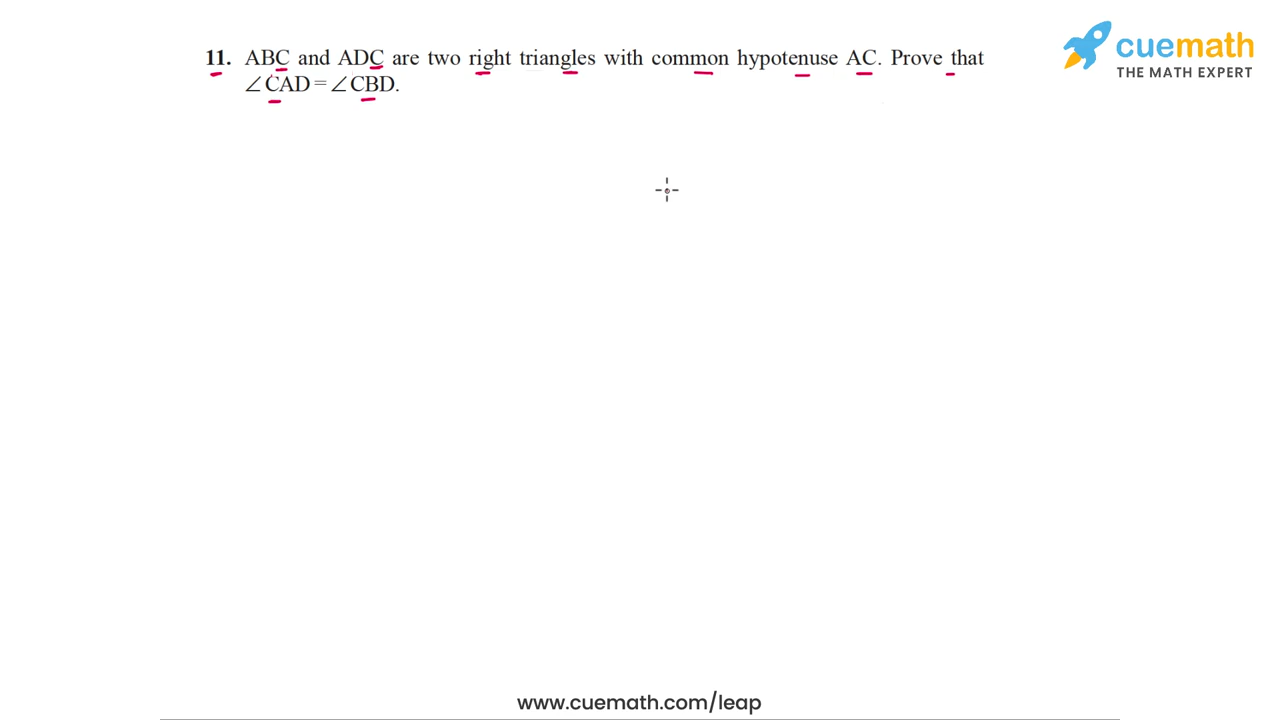 11. ABC and ADC are two right triangles with common hypotenuse AC. Prove that
∠CAD = ∠CBD.
cuemath
THE MATH EXPERT
www.cuemath.com/leap